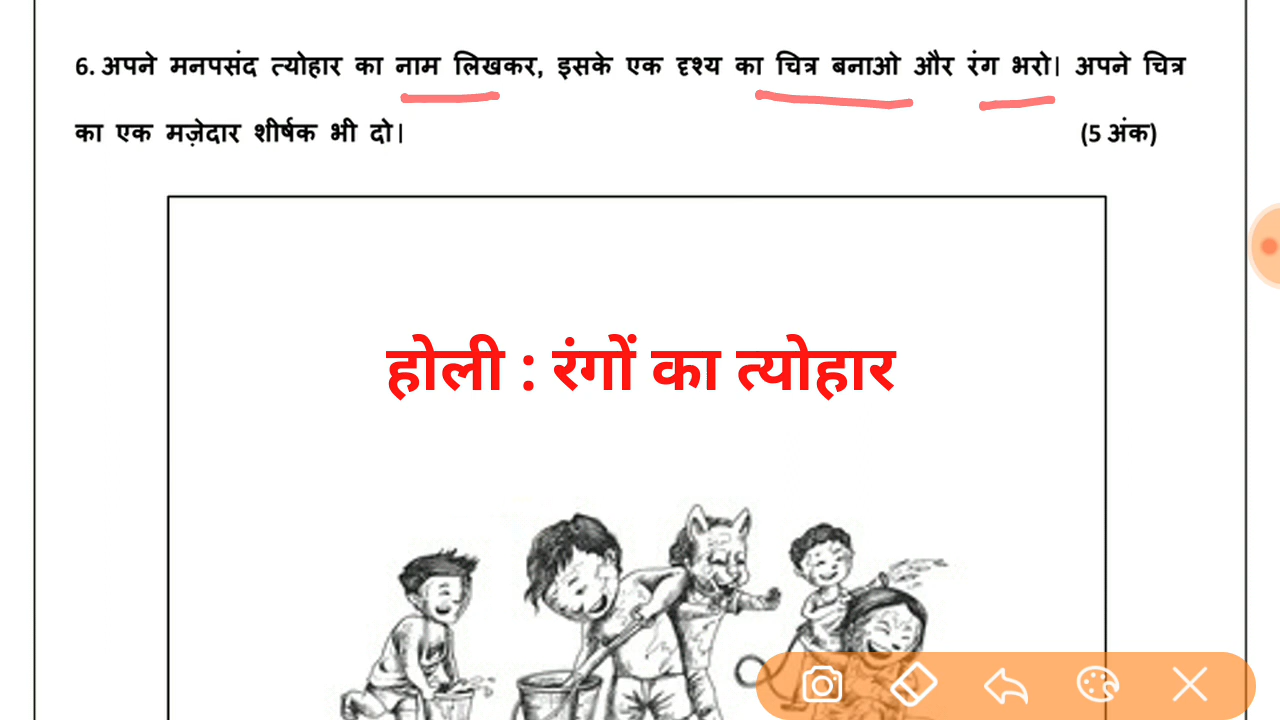 6. अपने मनपसंद त्योहार का नाम लिखकर, इसके एक दृश्य का चित्र बनाओ और रंग भरो। अपने चित्र
का एक मज़ेदार शीर्षक भी दो। (5 अंक)
होली : रंगों का त्योहार